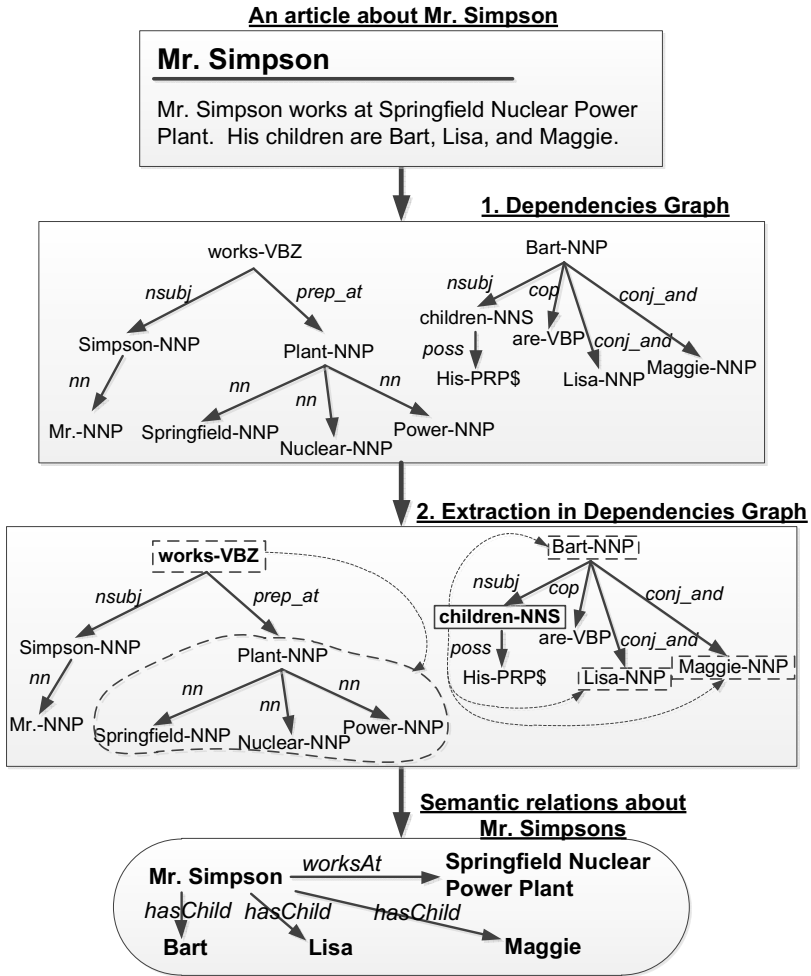 An article about Mr. Simpson
Mr. Simpson
Mr. Simpson works at Springfield Nuclear Power
Plant.  His children are Bart, Lisa, and Maggie.
1. Dependencies Graph
works-VBZ
nsubj
prep_at
Simpson-NNP
Plant-NNP
nn
nn
nn
nn
Mr.-NNP
Springfield-NNP
Nuclear-NNP
Power-NNP
Bart-NNP
nsubj
cop
conj_and
children-NNS
are-VBP
conj_and
poss
His-PRP$
Lisa-NNP
Maggie-NNP
2. Extraction in Dependencies Graph
works-VBZ
nsubj
prep_at
Simpson-NNP
Plant-NNP
nn
nn
nn
nn
Mr.-NNP
Springfield-NNP
Nuclear-NNP
Power-NNP
Bart-NNP
nsubj
cop
conj_and
children-NNS
are-VBP
conj_and
poss
His-PRP$
Lisa-NNP
Maggie-NNP
Semantic relations about
Mr. Simpsons
Mr. Simpson
worksAt
Springfield Nuclear
Power Plant
hasChild
hasChild
hasChild
Bart
Lisa
Maggie